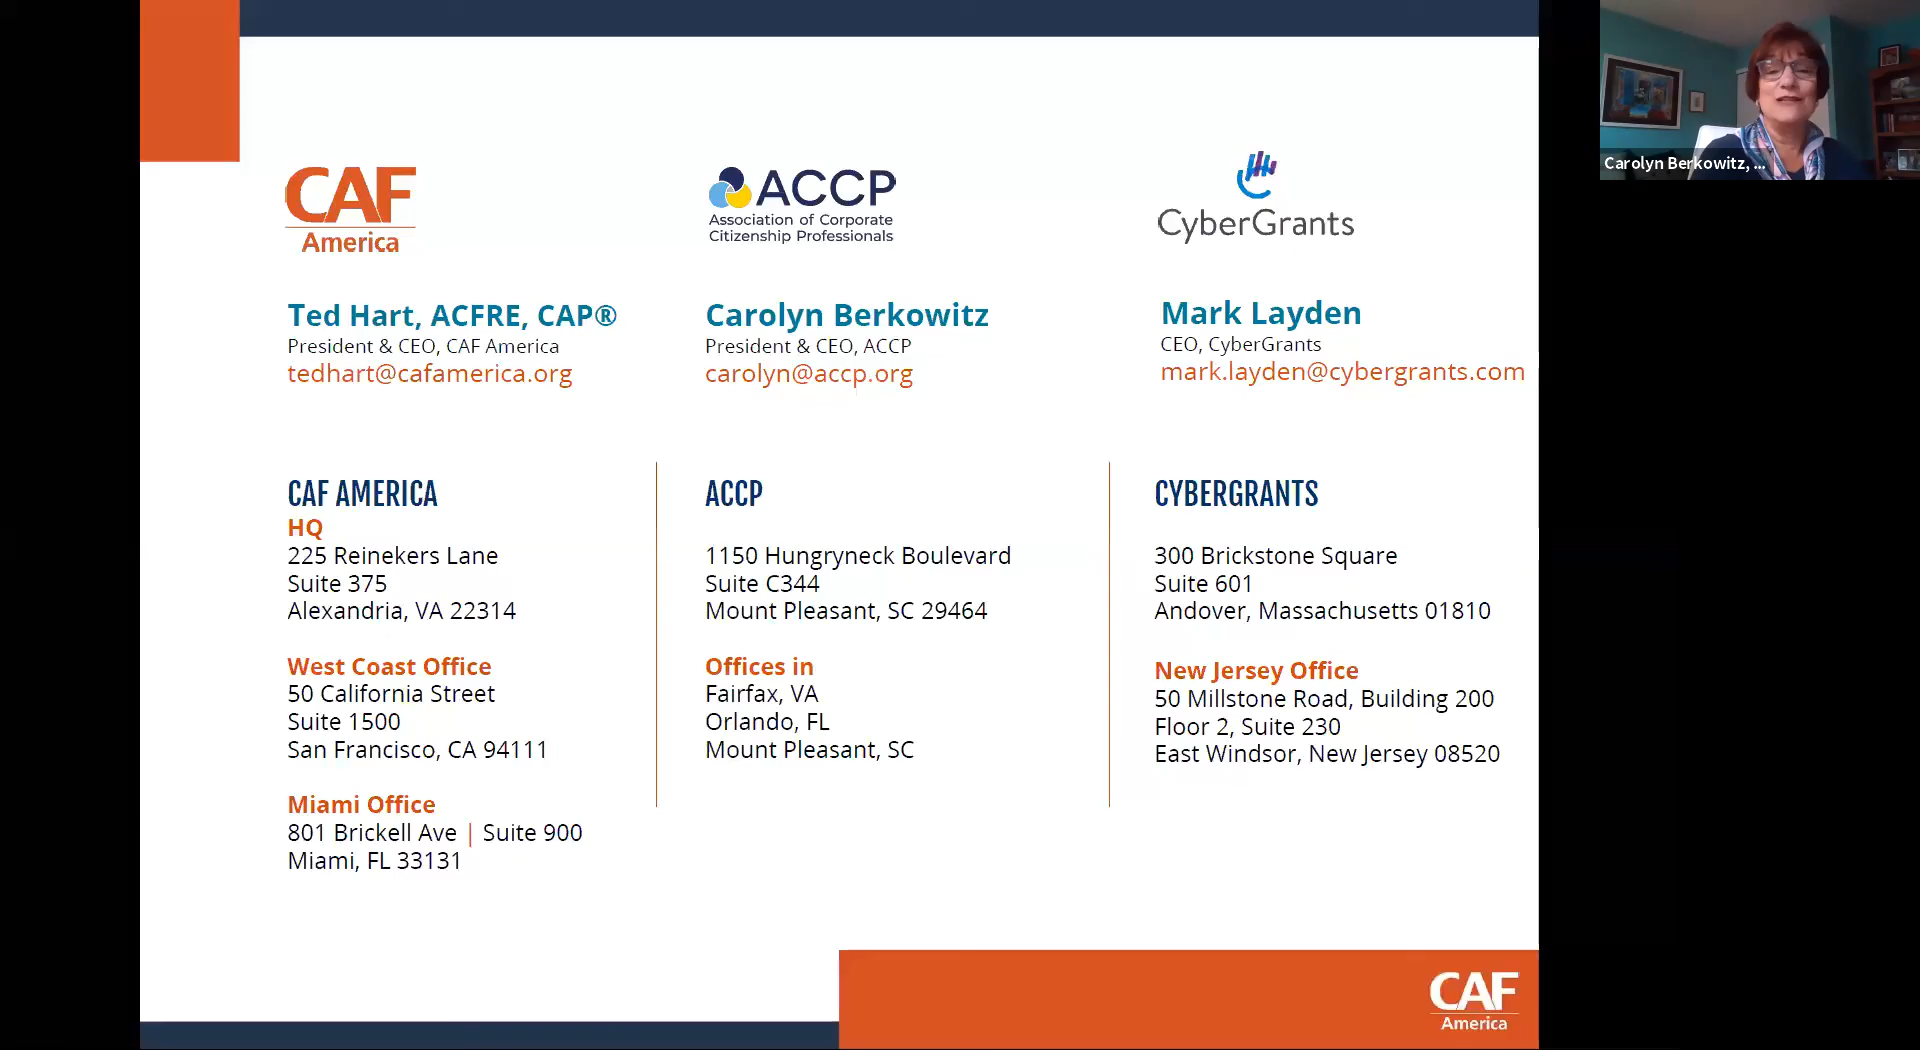 CAF
America
ACCP
Association of Corporate
Citizenship Professionals
CyberGrants
Ted Hart, ACFRE, CAP®
President & CEO, CAF America
tedhart@cafamerica.org
Carolyn Berkowitz
President & CEO, ACCP
carolyn@accp.org
Mark Layden
CEO, CyberGrants
mark.layden@cybergrants.com
CAF AMERICA
HQ
225 Reinekers Lane
Suite 375
Alexandria, VA 22314
West Coast Office
50 California Street
Suite 1500
San Francisco, CA 94111
Miami Office
801 Brickell Ave | Suite 900
Miami, FL 33131
ACCP
1150 Hungryneck Boulevard
Suite C344
Mount Pleasant, SC 29464
Offices in
Fairfax, VA
Orlando, FL
Mount Pleasant, SC
CYBERGRANTS
300 Brickstone Square
Suite 601
Andover, Massachusetts 01810
New Jersey Office
50 Millstone Road, Building 200
Floor 2, Suite 230
East Windsor, New Jersey 08520
CAF
America
Carolyn Berkowitz, ...